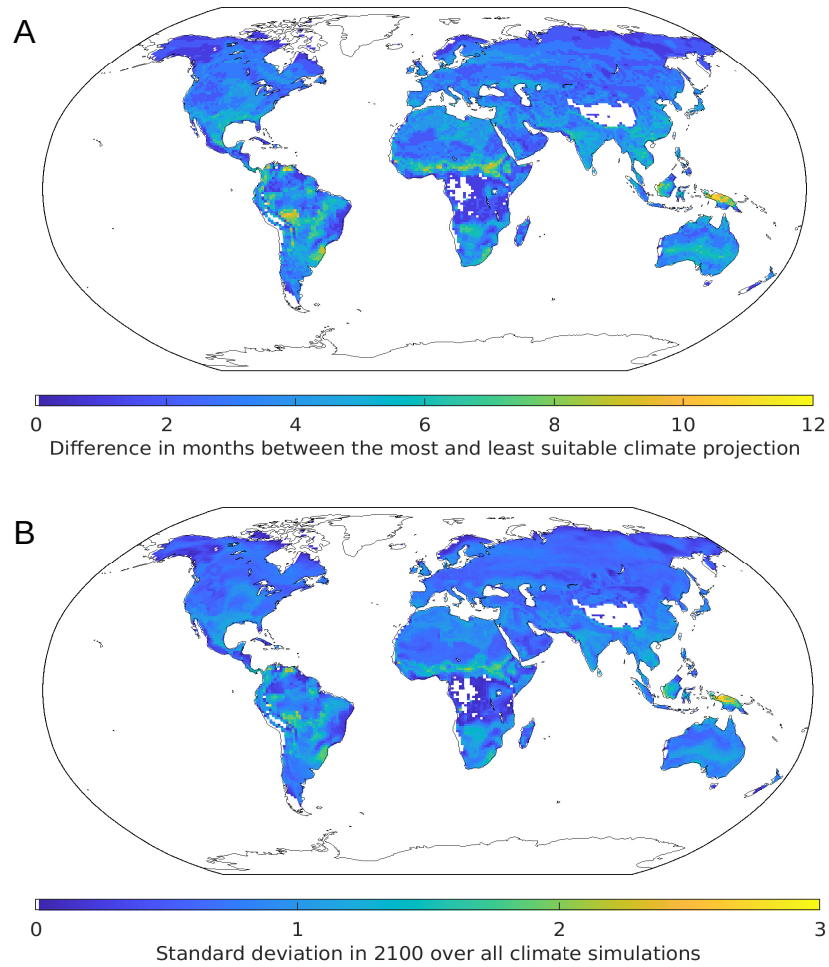 A
0 2 4 6 8 10 12
Difference in months between the most and least suitable climate projection
B
0 1 2 3
Standard deviation in 2100 over all climate simulations